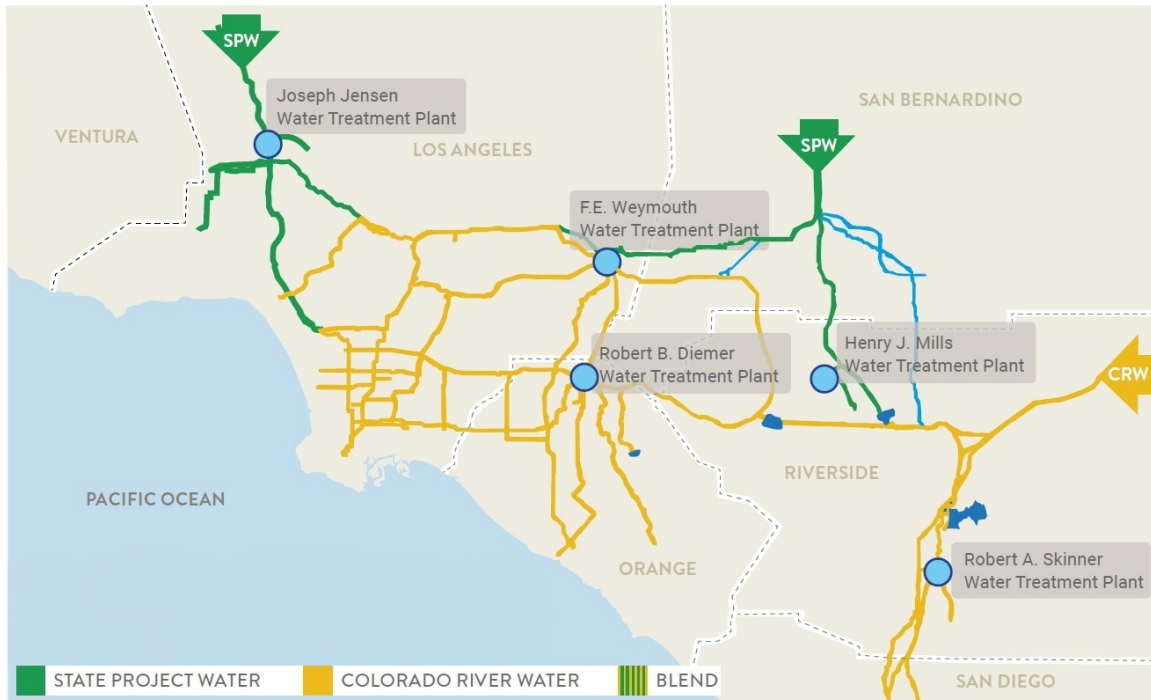 SPW
Joseph Jensen
Water Treatment Plant
VENTURA
LOS ANGELES
SAN BERNARDINO
SPW
F.E. Weymouth
Water Treatment Plant
Robert B. Diemer
Water Treatment Plant
Henry J. Mills
Water Treatment Plant
CRW
RIVERSIDE
PACIFIC OCEAN
ORANGE
Robert A. Skinner
Water Treatment Plant
STATE PROJECT WATER
COLORADO RIVER WATER
BLEND
SAN DIEGO